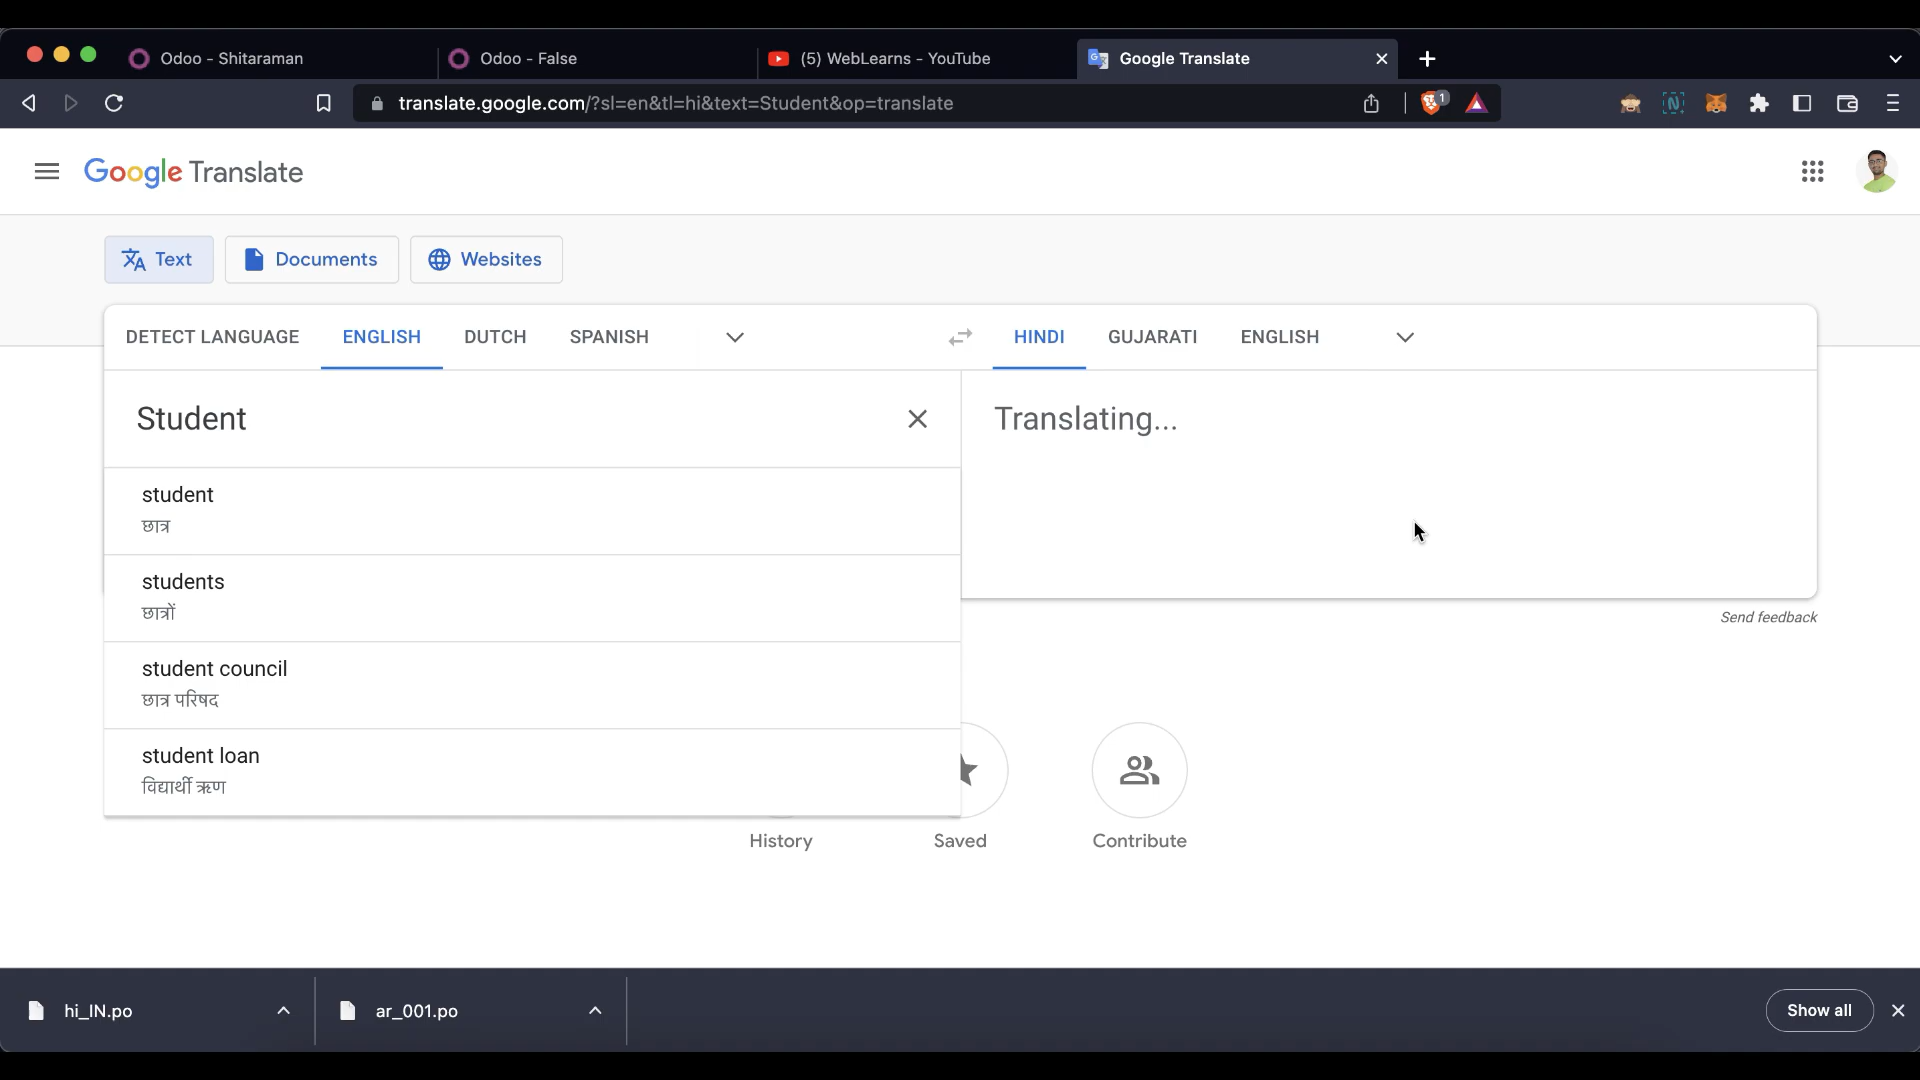 Odoo - Shitaraman
Odoo - False
(5) WebLearns - YouTube
Google Translate
translate.google.com/?sl=en&tl=hi&text=Student&op=translate
1
Google Translate
Text
Documents
Websites
DETECT LANGUAGE
ENGLISH
DUTCH
SPANISH
HINDI
GUJARATI
ENGLISH
Student
Translating...
student
छात्र
students
छात्रों
student council
छात्र परिषद
student loan
विद्यार्थी ऋण
Send feedback
History
Saved
Contribute
hi_IN.po
ar_001.po
Show all